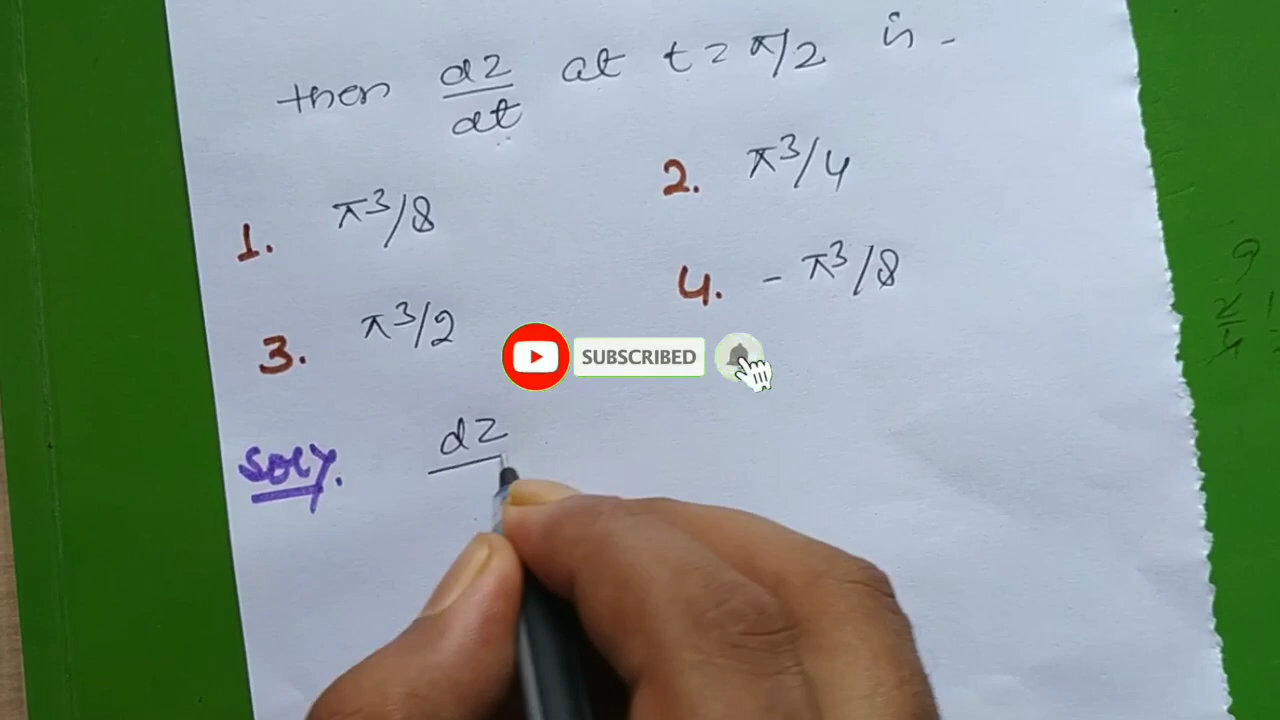 then dz/dt at t = π/2 is -
1. π³/8 2. π³/4
3. π³/2 4. - π³/8
SUBSCRIBED
Soly. dz